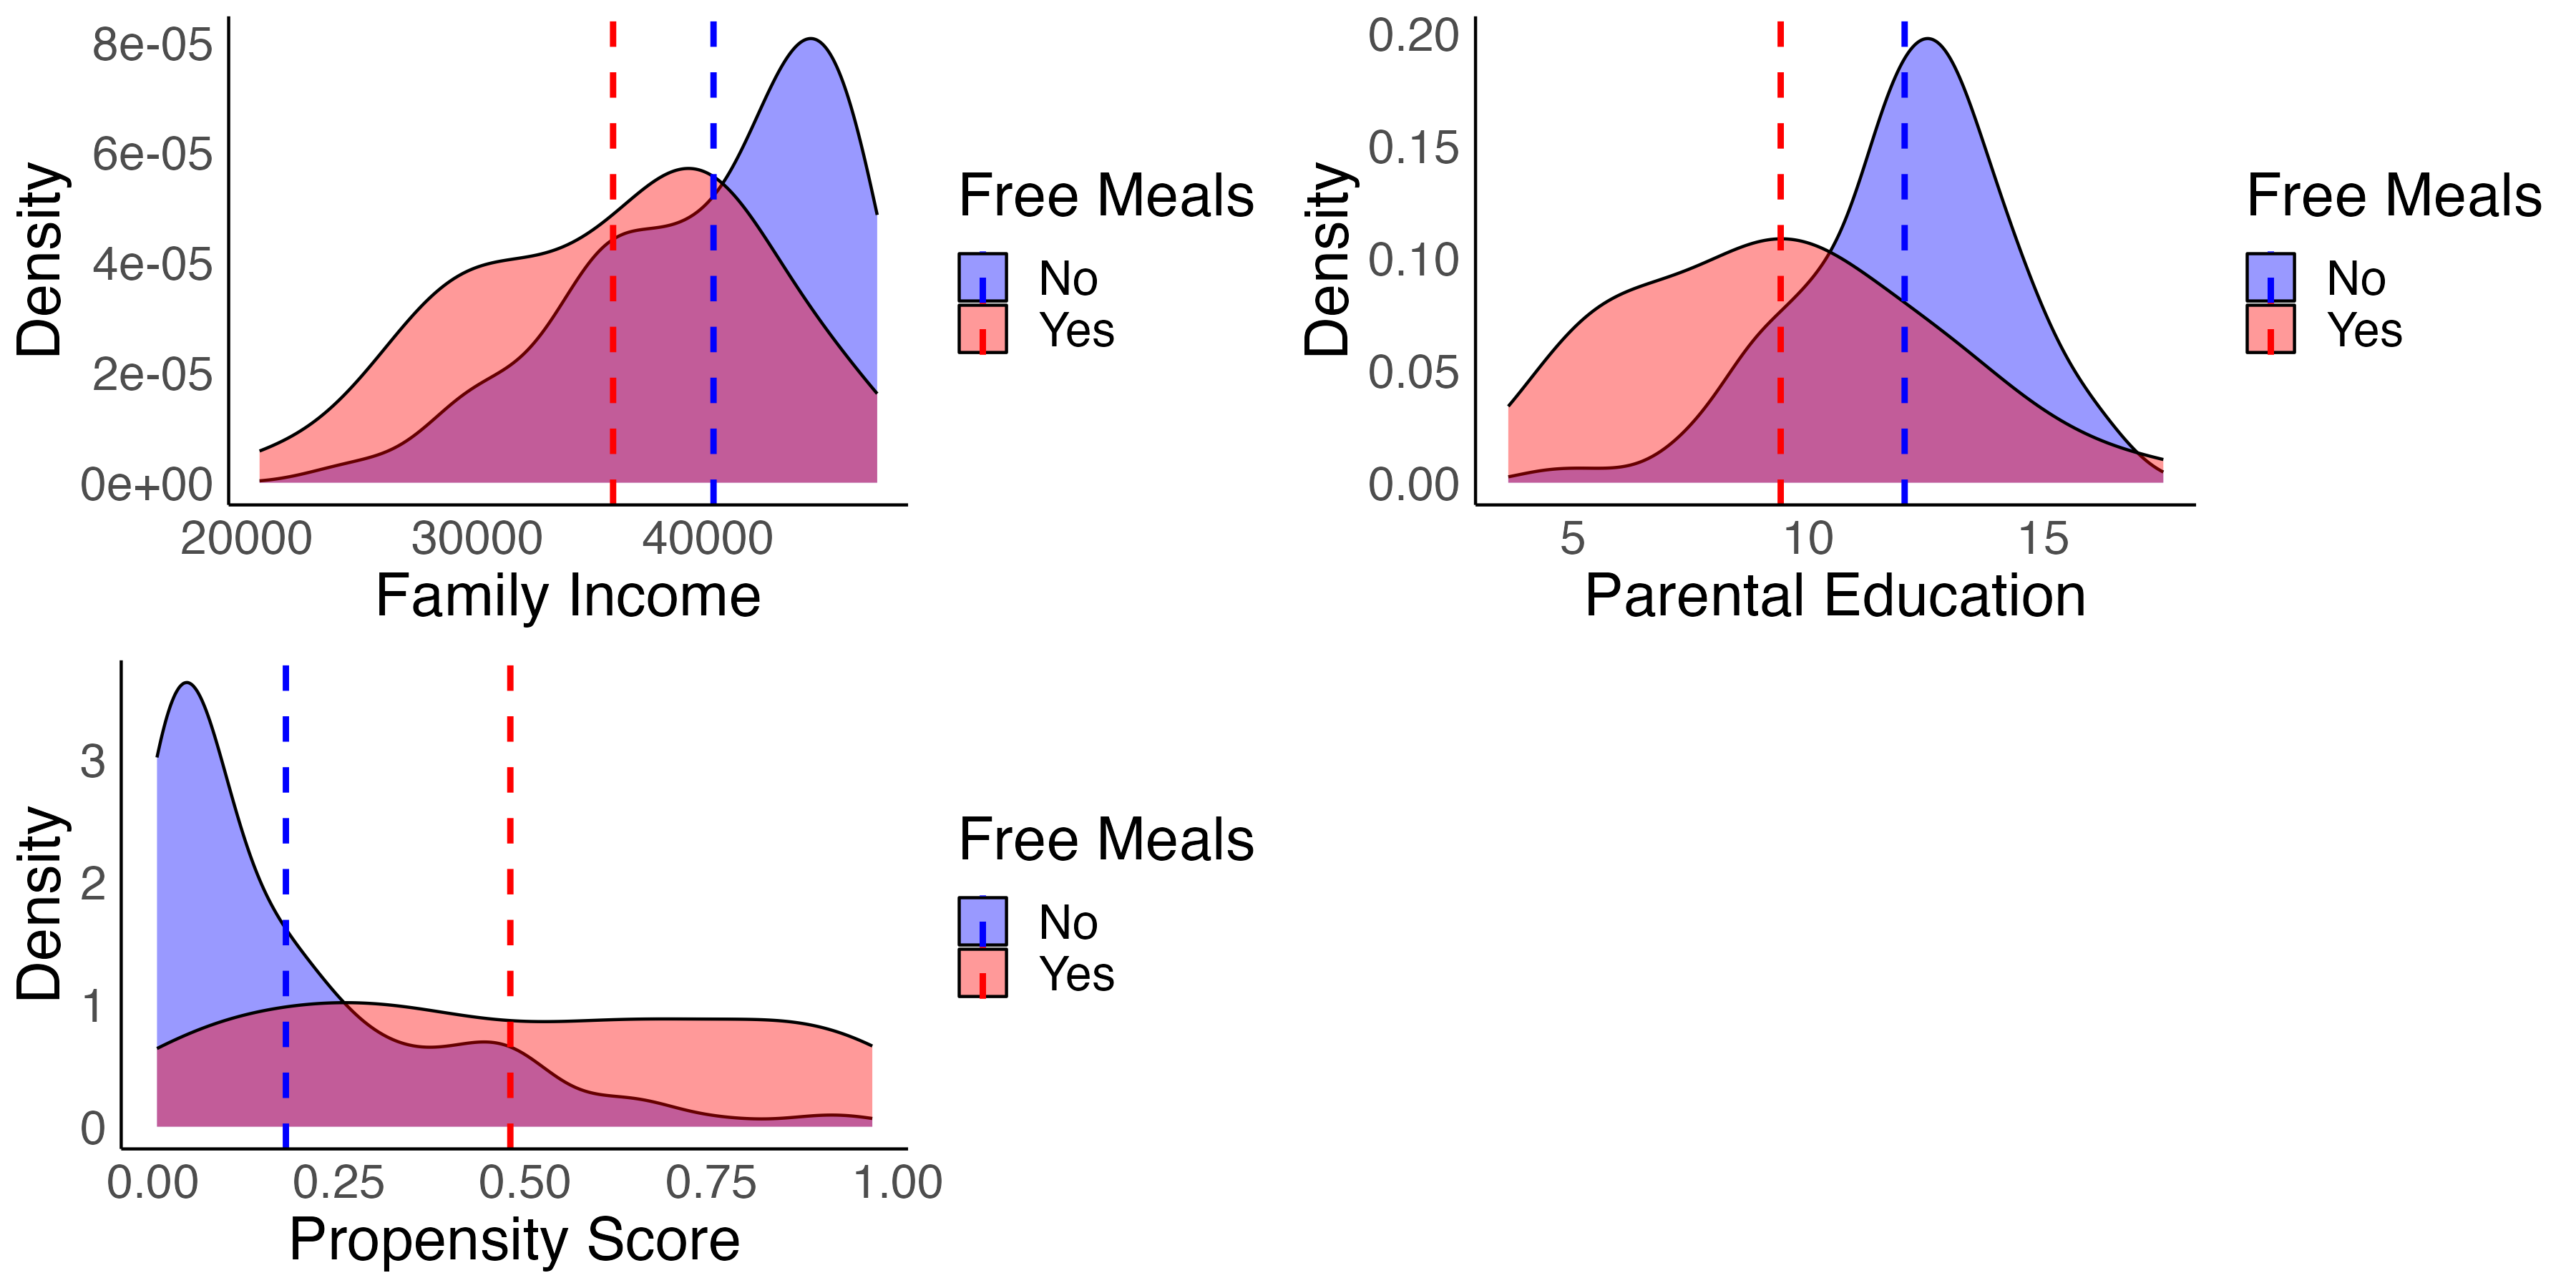 Density
8e-05
6e-05
4e-05
2e-05
0e+00
20000 30000 40000
Family Income
Free Meals
No
Yes
Density
0.20
0.15
0.10
0.05
0.00
5 10 15
Parental Education
Free Meals
No
Yes
Density
3
2
1
0
0.00 0.25 0.50 0.75 1.00
Propensity Score
Free Meals
No
Yes